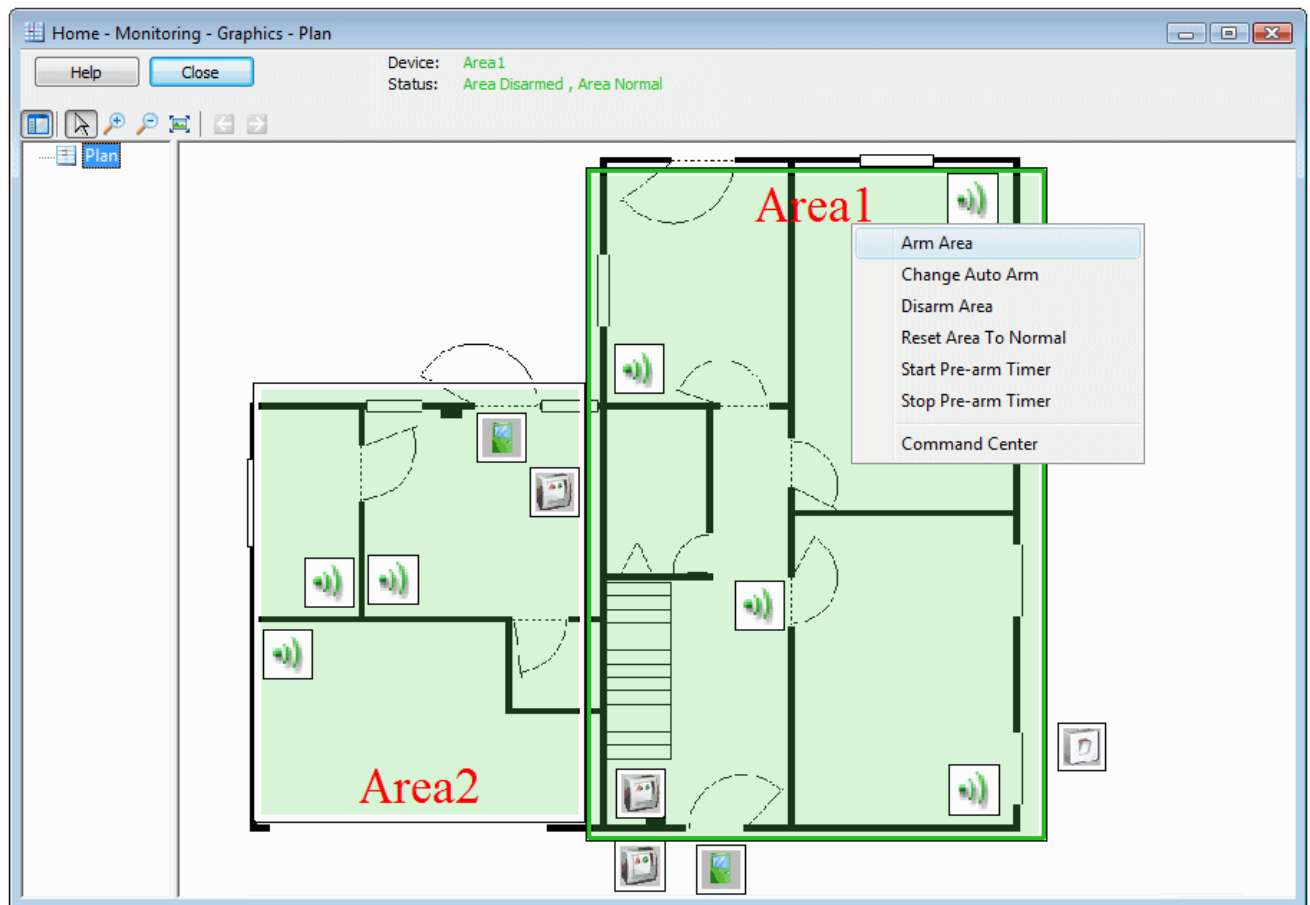 Home - Monitoring - Graphics - Plan
Help
Close
Device: Area1
Status: Area Disarmed , Area Normal
Plan
Area1
Arm Area
Change Auto Arm
Disarm Area
Reset Area To Normal
Start Pre-arm Timer
Stop Pre-arm Timer
Command Center
Area2